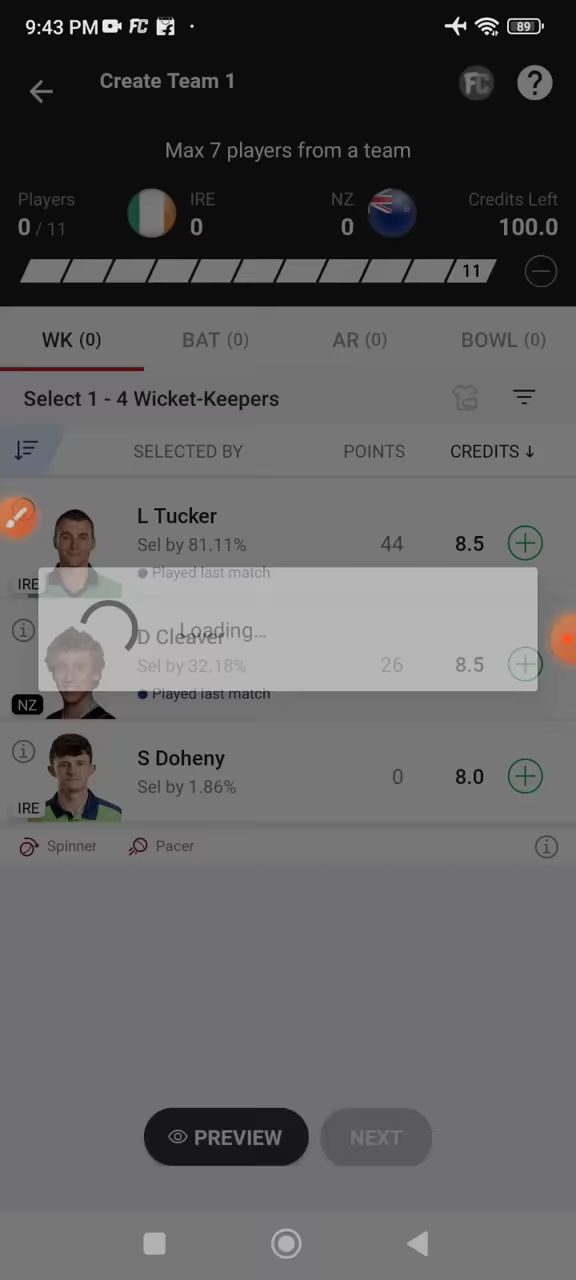 9:43 PM FC
89
Create Team 1
FC ?
Max 7 players from a team
Players IRE NZ Credits Left
0 / 11 0 0 100.0
11
WK (0) BAT (0) AR (0) BOWL (0)
Select 1 - 4 Wicket-Keepers
SELECTED BY POINTS CREDITS ↓
L Tucker
Sel by 81.11% 44 8.5
Played last match
IRE
Loading...
D Cleaver
Sel by 32.18% 26 8.5
Played last match
NZ
S Doheny
Sel by 1.86% 0 8.0
IRE
Spinner Pacer
PREVIEW NEXT